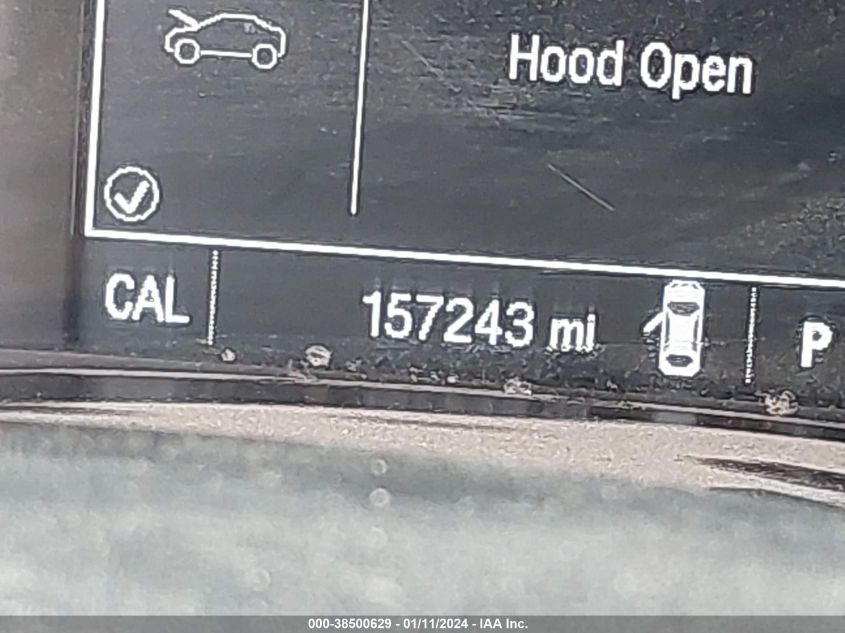 Hood Open
CAL 157243 mi P
000-38500629 - 01/11/2024 - IAA Inc.